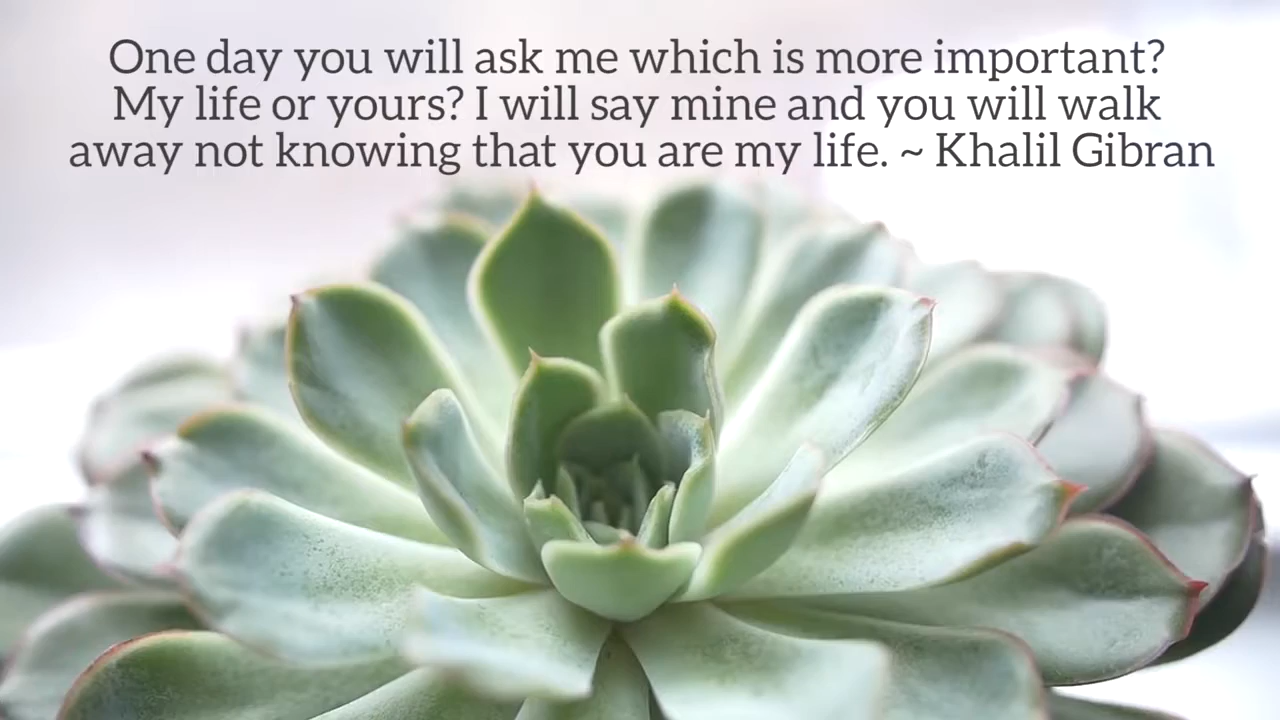 One day you will ask me which is more important?
My life or yours? I will say mine and you will walk
away not knowing that you are my life. ~ Khalil Gibran